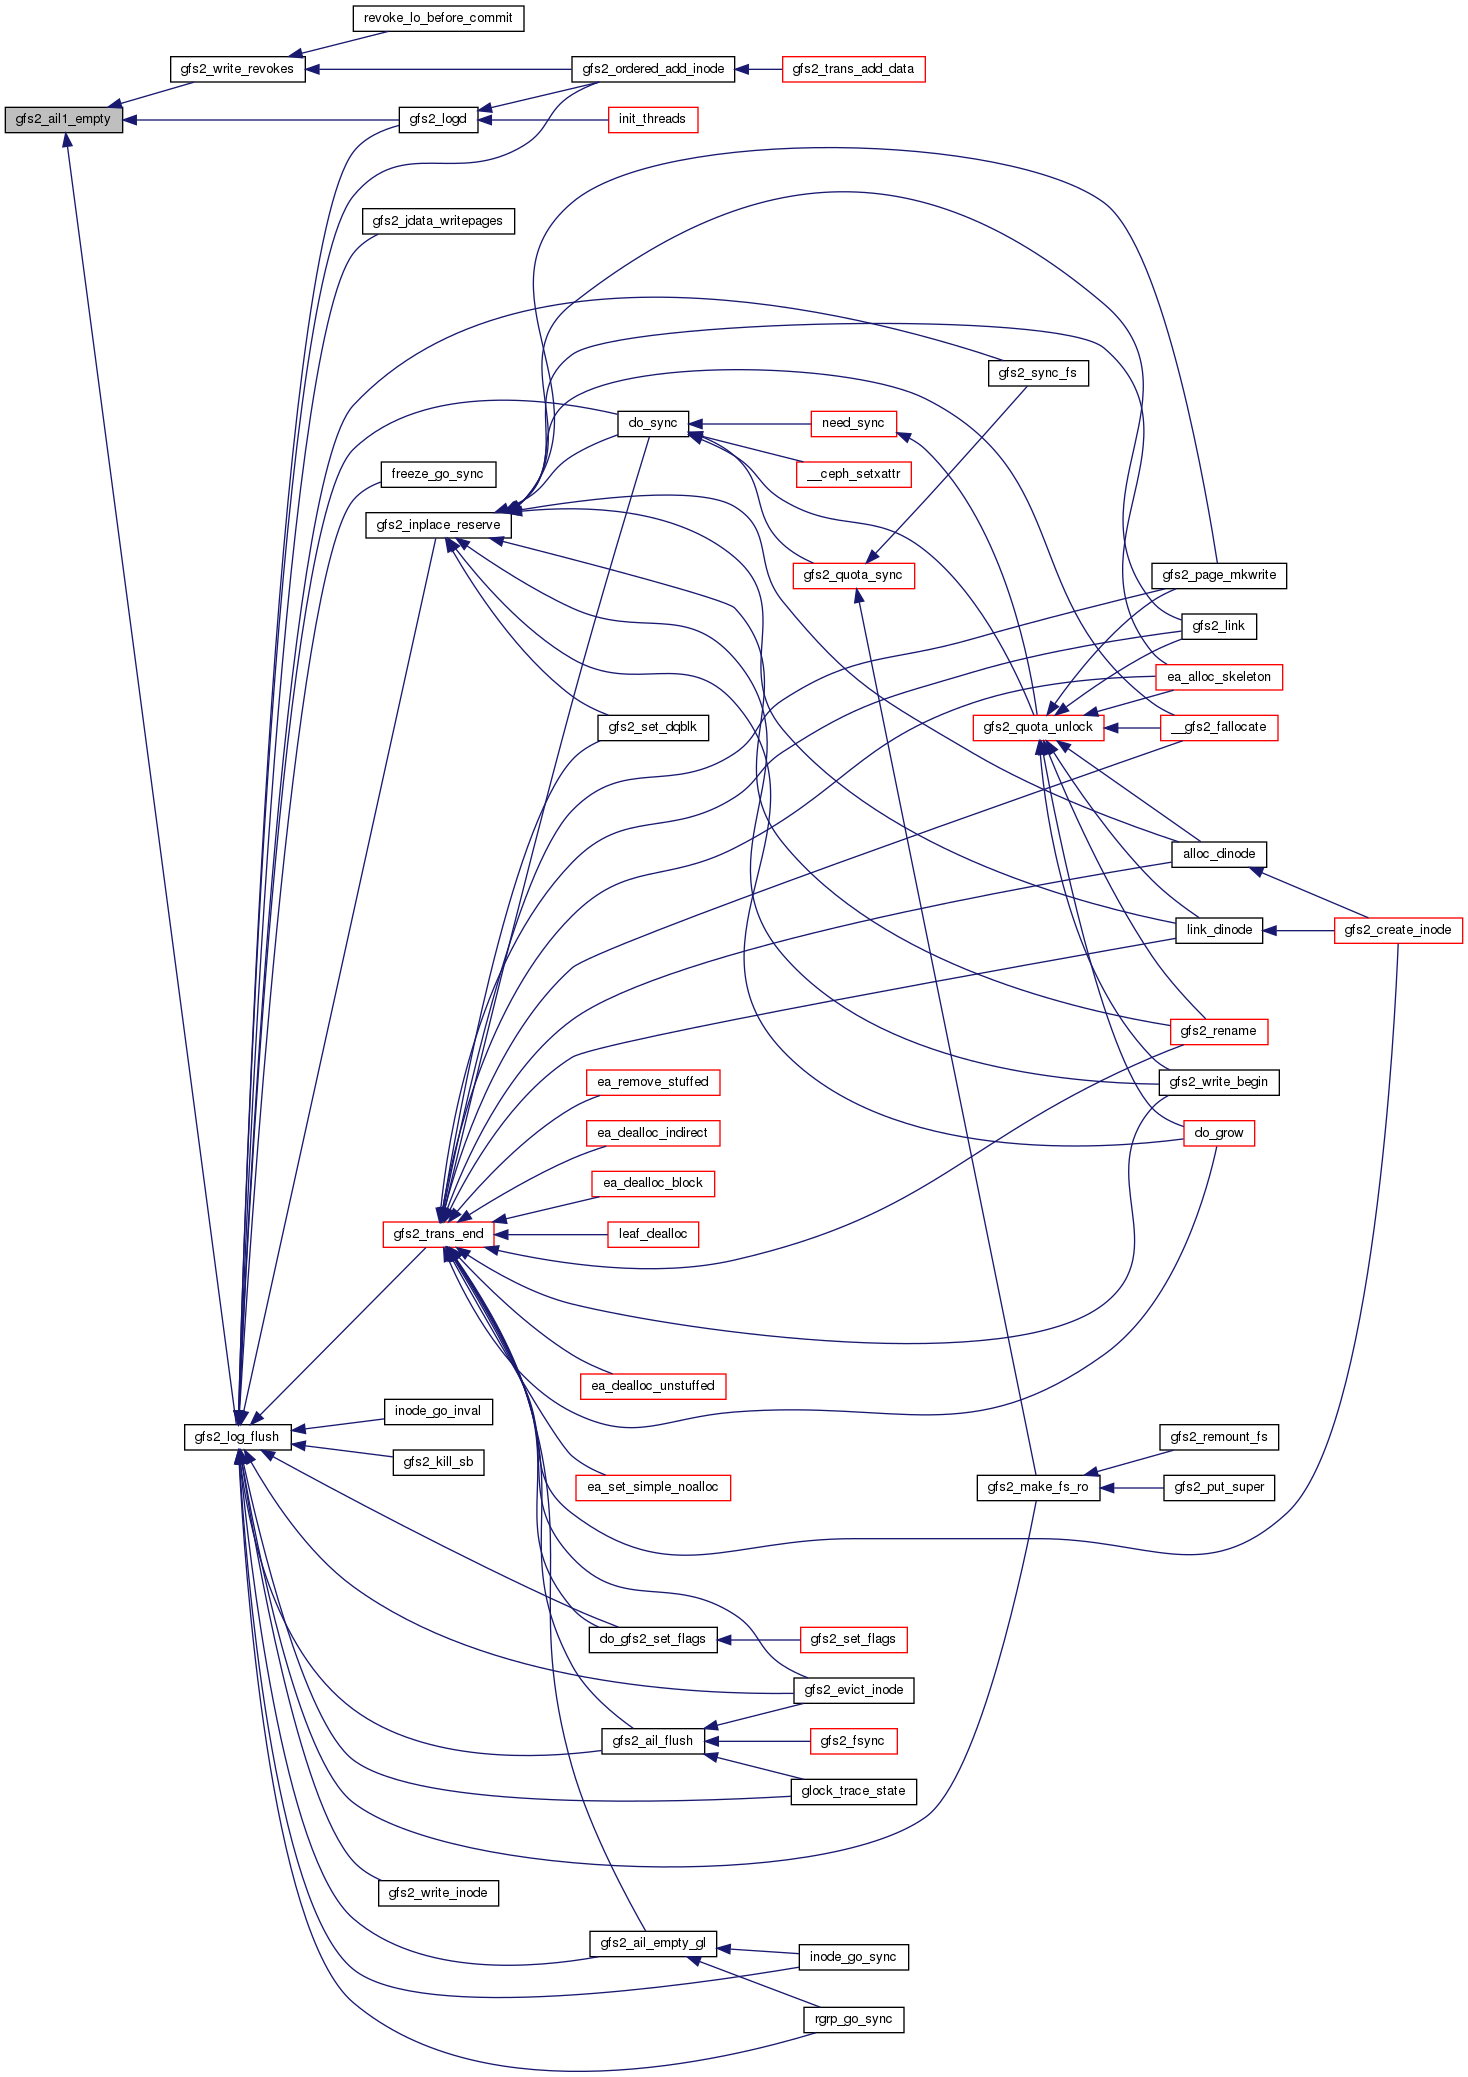 revoke_lo_before_commit
gfs2_write_revokes
gfs2_ordered_add_inode
gfs2_trans_add_data
gfs2_ail1_empty
gfs2_logd
init_threads
gfs2_jdata_writepages
gfs2_sync_fs
do_sync
need_sync
freeze_go_sync
__ceph_setxattr
gfs2_inplace_reserve
gfs2_quota_sync
gfs2_page_mkwrite
gfs2_link
ea_alloc_skeleton
gfs2_set_dqblk
gfs2_quota_unlock
__gfs2_fallocate
alloc_dinode
link_dinode
gfs2_create_inode
gfs2_rename
ea_remove_stuffed
gfs2_write_begin
ea_dealloc_indirect
do_grow
ea_dealloc_block
gfs2_trans_end
leaf_dealloc
ea_dealloc_unstuffed
inode_go_inval
gfs2_log_flush
gfs2_remount_fs
gfs2_kill_sb
ea_set_simple_noalloc
gfs2_make_fs_ro
gfs2_put_super
do_gfs2_set_flags
gfs2_set_flags
gfs2_evict_inode
gfs2_ail_flush
gfs2_fsync
glock_trace_state
gfs2_write_inode
gfs2_ail_empty_gl
inode_go_sync
rgrp_go_sync